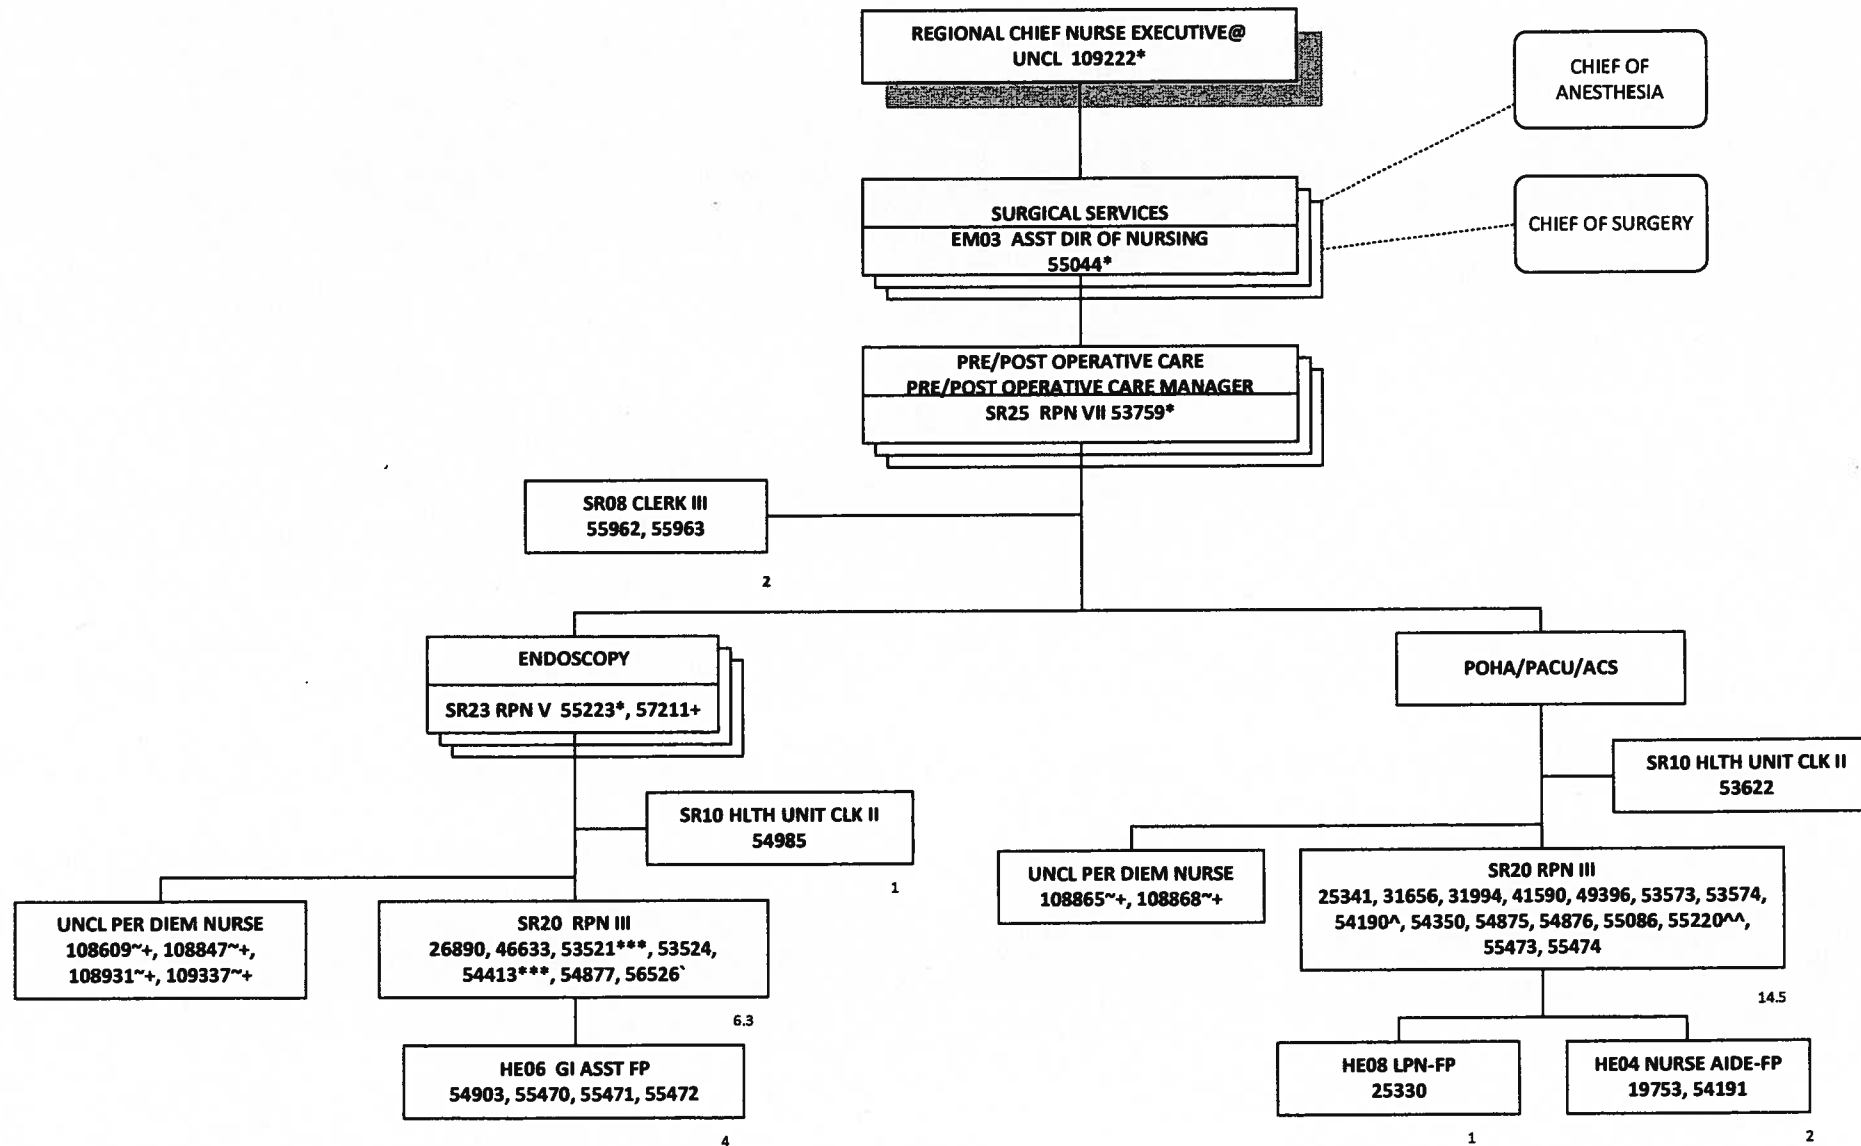 REGIONAL CHIEF NURSE EXECUTIVE@
UNCL 109222*
CHIEF OF
ANESTHESIA
SURGICAL SERVICES
EM03 ASST DIR OF NURSING
55044*
CHIEF OF SURGERY
PRE/POST OPERATIVE CARE
PRE/POST OPERATIVE CARE MANAGER
SR25 RPN VII 53759*
SR08 CLERK III
55962, 55963
2
ENDOSCOPY
SR23 RPN V 55223*, 57211+
POHA/PACU/ACS
SR10 HLTH UNIT CLK II
54985
1
SR10 HLTH UNIT CLK II
53622
UNCL PER DIEM NURSE
108609~+, 108847~+,
108931~+, 109337~+
SR20 RPN III
26890, 46633, 53521***, 53524,
54413***, 54877, 56526`
6.3
HE06 GI ASST FP
54903, 55470, 55471, 55472
4
UNCL PER DIEM NURSE
108865~+, 108868~+
SR20 RPN III
25341, 31656, 31994, 41590, 49396, 53573, 53574,
54190^, 54350, 54875, 54876, 55086, 55220^^,
55473, 55474
14.5
HE08 LPN-FP
25330
1
HE04 NURSE AIDE-FP
19753, 54191
2